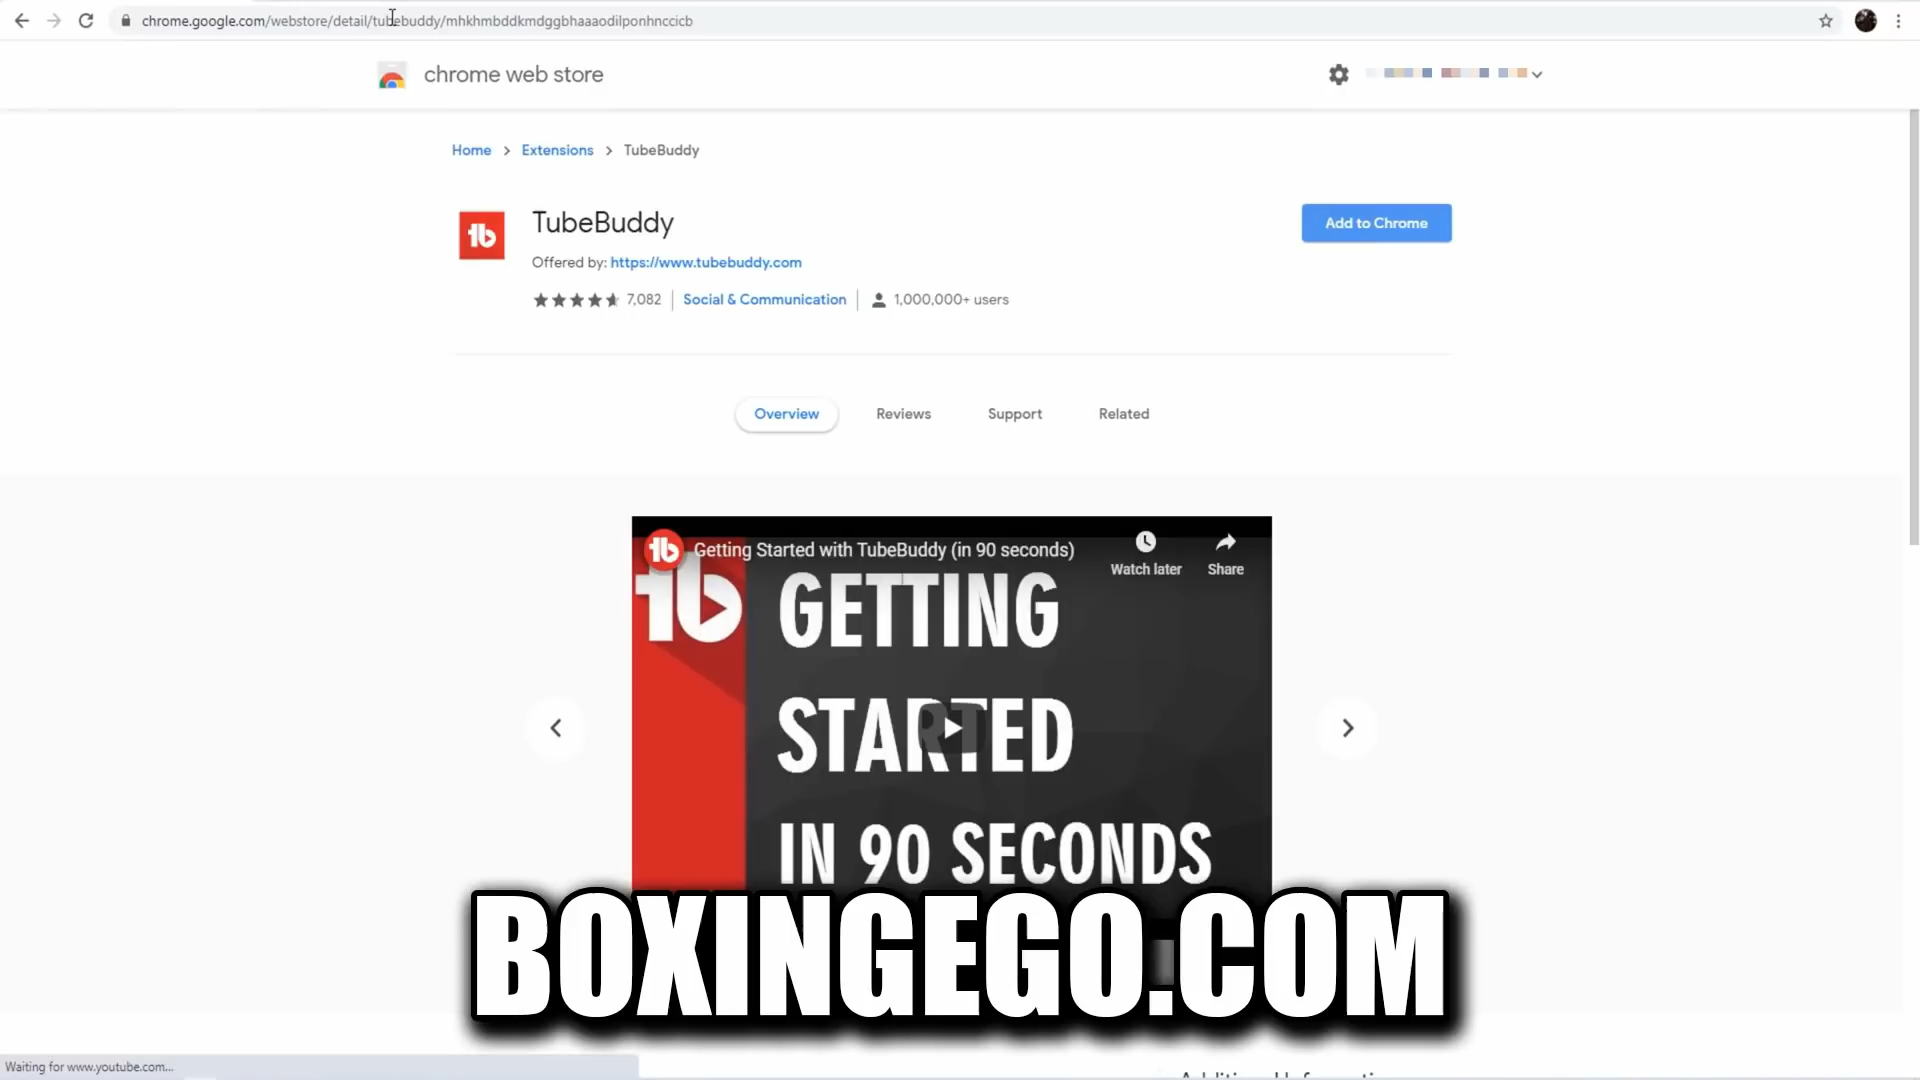 chrome.google.com/webstore/detail/tubebuddy/mhkhmbddkmdggbhaaaodilponhnccicb
chrome web store
Home > Extensions > TubeBuddy
TubeBuddy
Add to Chrome
Offered by: https://www.tubebuddy.com
7,082 Social & Communication 1,000,000+ users
Overview Reviews Support Related
Getting Started with TubeBuddy (in 90 seconds)
Watch later Share
GETTING
STARTED
IN 90 SECONDS
BOXINGEGO.COM
Waiting for www.youtube.com...